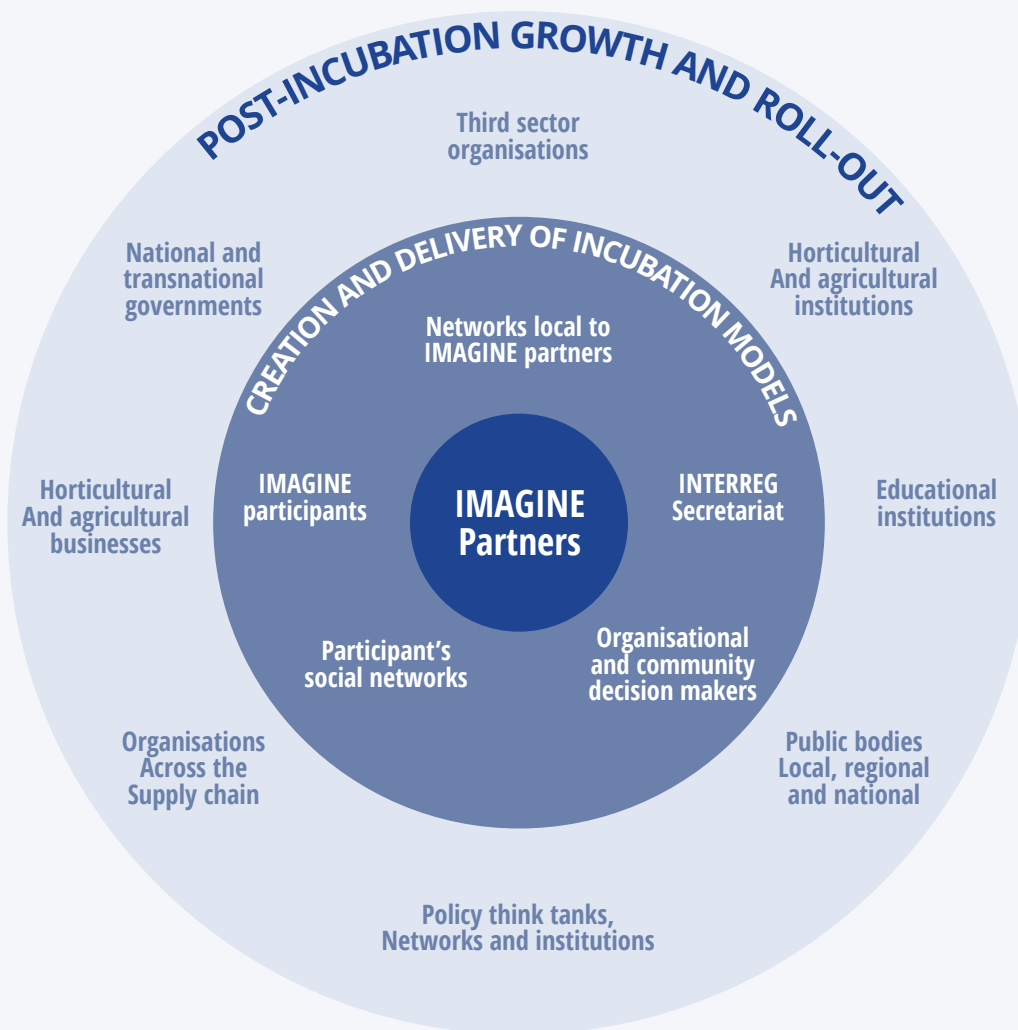 POST-INCUBATION GROWTH AND ROLL-OUT
Third sector
organisations
National and
transnational
governments
Horticultural
And agricultural
institutions
CREATION AND DELIVERY OF INCUBATION MODELS
Networks local to
IMAGINE partners
Horticultural
And agricultural
businesses
IMAGINE
participants
IMAGINE
Partners
INTERREG
Secretariat
Educational
institutions
Participant’s
social networks
Organisational
and community
decision makers
Organisations
Across the
Supply chain
Public bodies
Local, regional
and national
Policy think tanks,
Networks and institutions